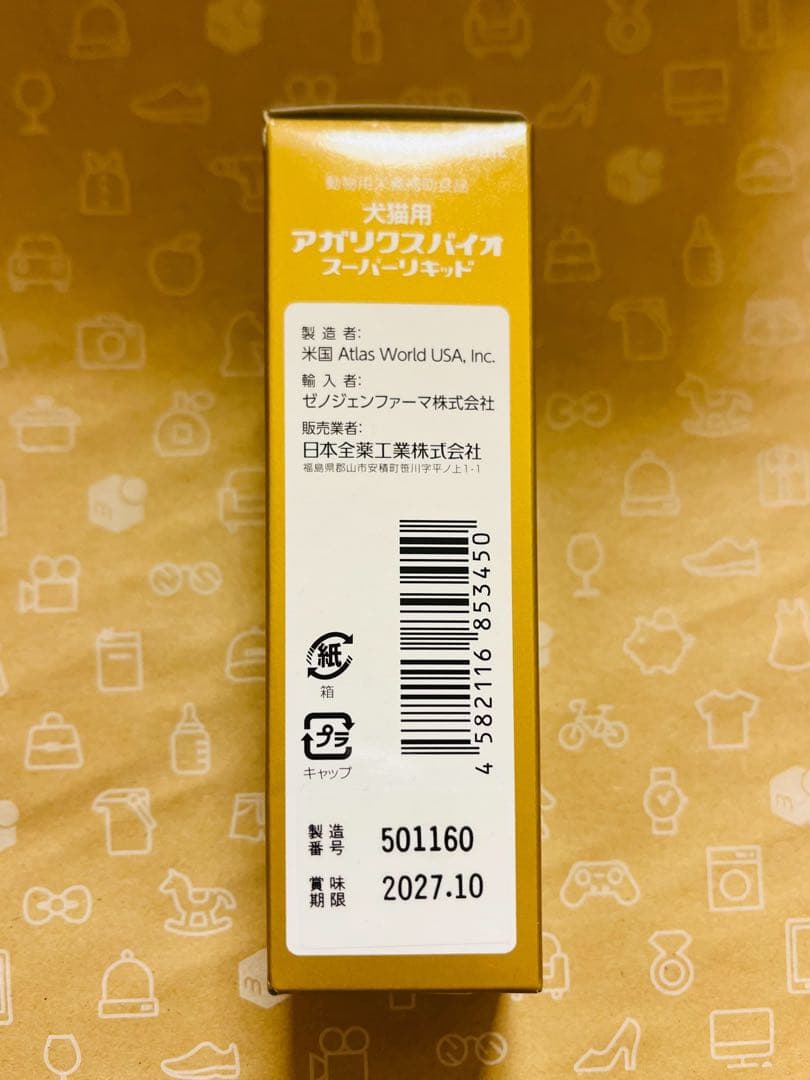 動物用栄養補助食品
犬猫用
アガリクスバイオ
スーパーリキッド
製造者:
米国 Atlas World USA, Inc.
輸入者:
ゼノジェンファーマ株式会社
販売業者:
日本全薬工業株式会社
福島県郡山市安積町笹川字平ノ上1-1
4 582116 853450
紙
箱
プラ
キャップ
製造
番号 501160
賞味
期限 2027.10